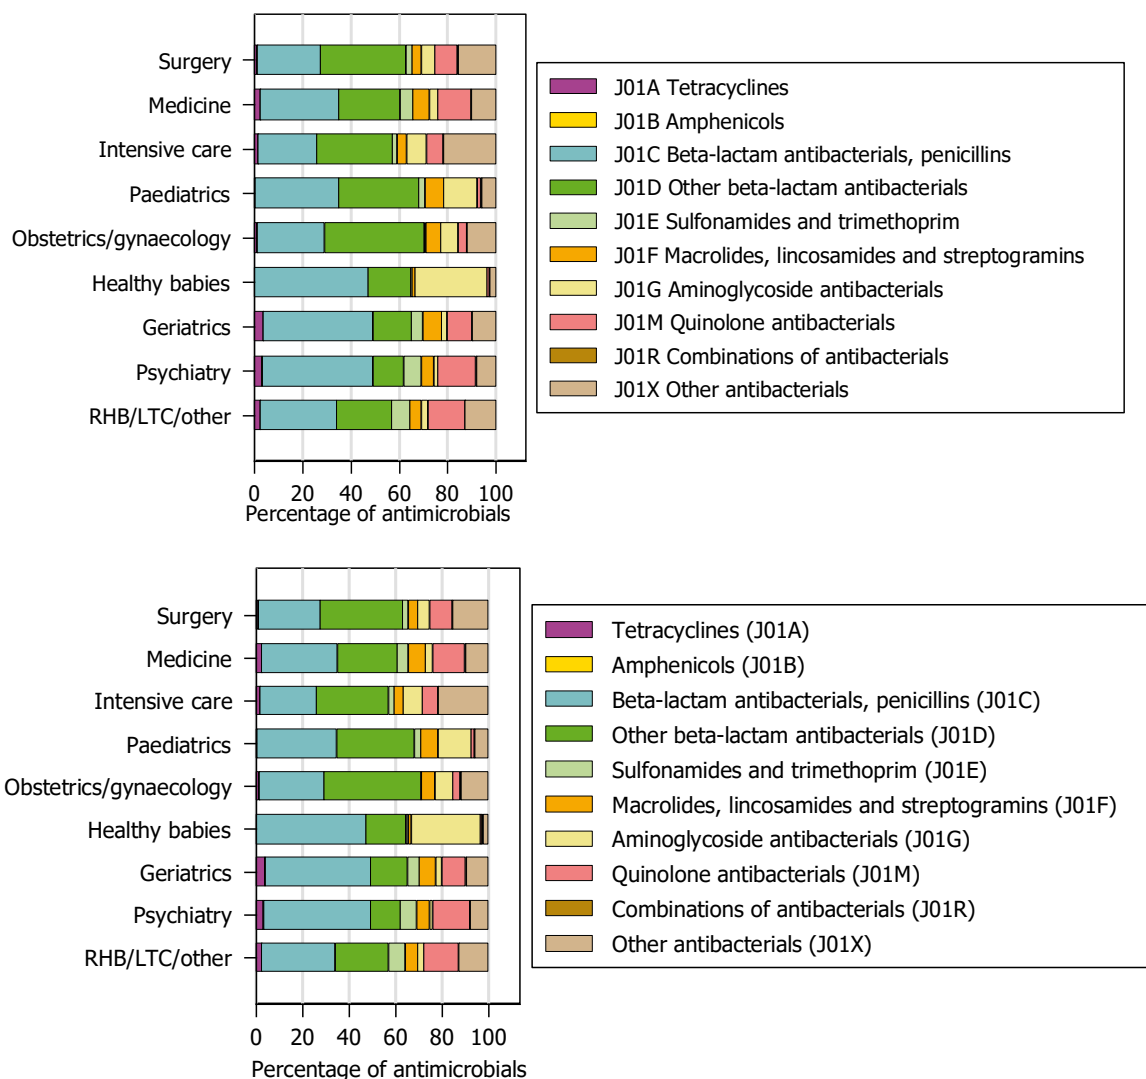 Surgery
Medicine
Intensive care
Paediatrics
Obstetrics/gynaecology
Healthy babies
Geriatrics
Psychiatry
RHB/LTC/other
0 20 40 60 80 100
Percentage of antimicrobials
J01A Tetracyclines
J01B Amphenicols
J01C Beta-lactam antibacterials, penicillins
J01D Other beta-lactam antibacterials
J01E Sulfonamides and trimethoprim
J01F Macrolides, lincosamides and streptogramins
J01G Aminoglycoside antibacterials
J01M Quinolone antibacterials
J01R Combinations of antibacterials
J01X Other antibacterials
Surgery
Medicine
Intensive care
Paediatrics
Obstetrics/gynaecology
Healthy babies
Geriatrics
Psychiatry
RHB/LTC/other
0 20 40 60 80 100
Percentage of antimicrobials
Tetracyclines (J01A)
Amphenicols (J01B)
Beta-lactam antibacterials, penicillins (J01C)
Other beta-lactam antibacterials (J01D)
Sulfonamides and trimethoprim (J01E)
Macrolides, lincosamides and streptogramins (J01F)
Aminoglycoside antibacterials (J01G)
Quinolone antibacterials (J01M)
Combinations of antibacterials (J01R)
Other antibacterials (J01X)